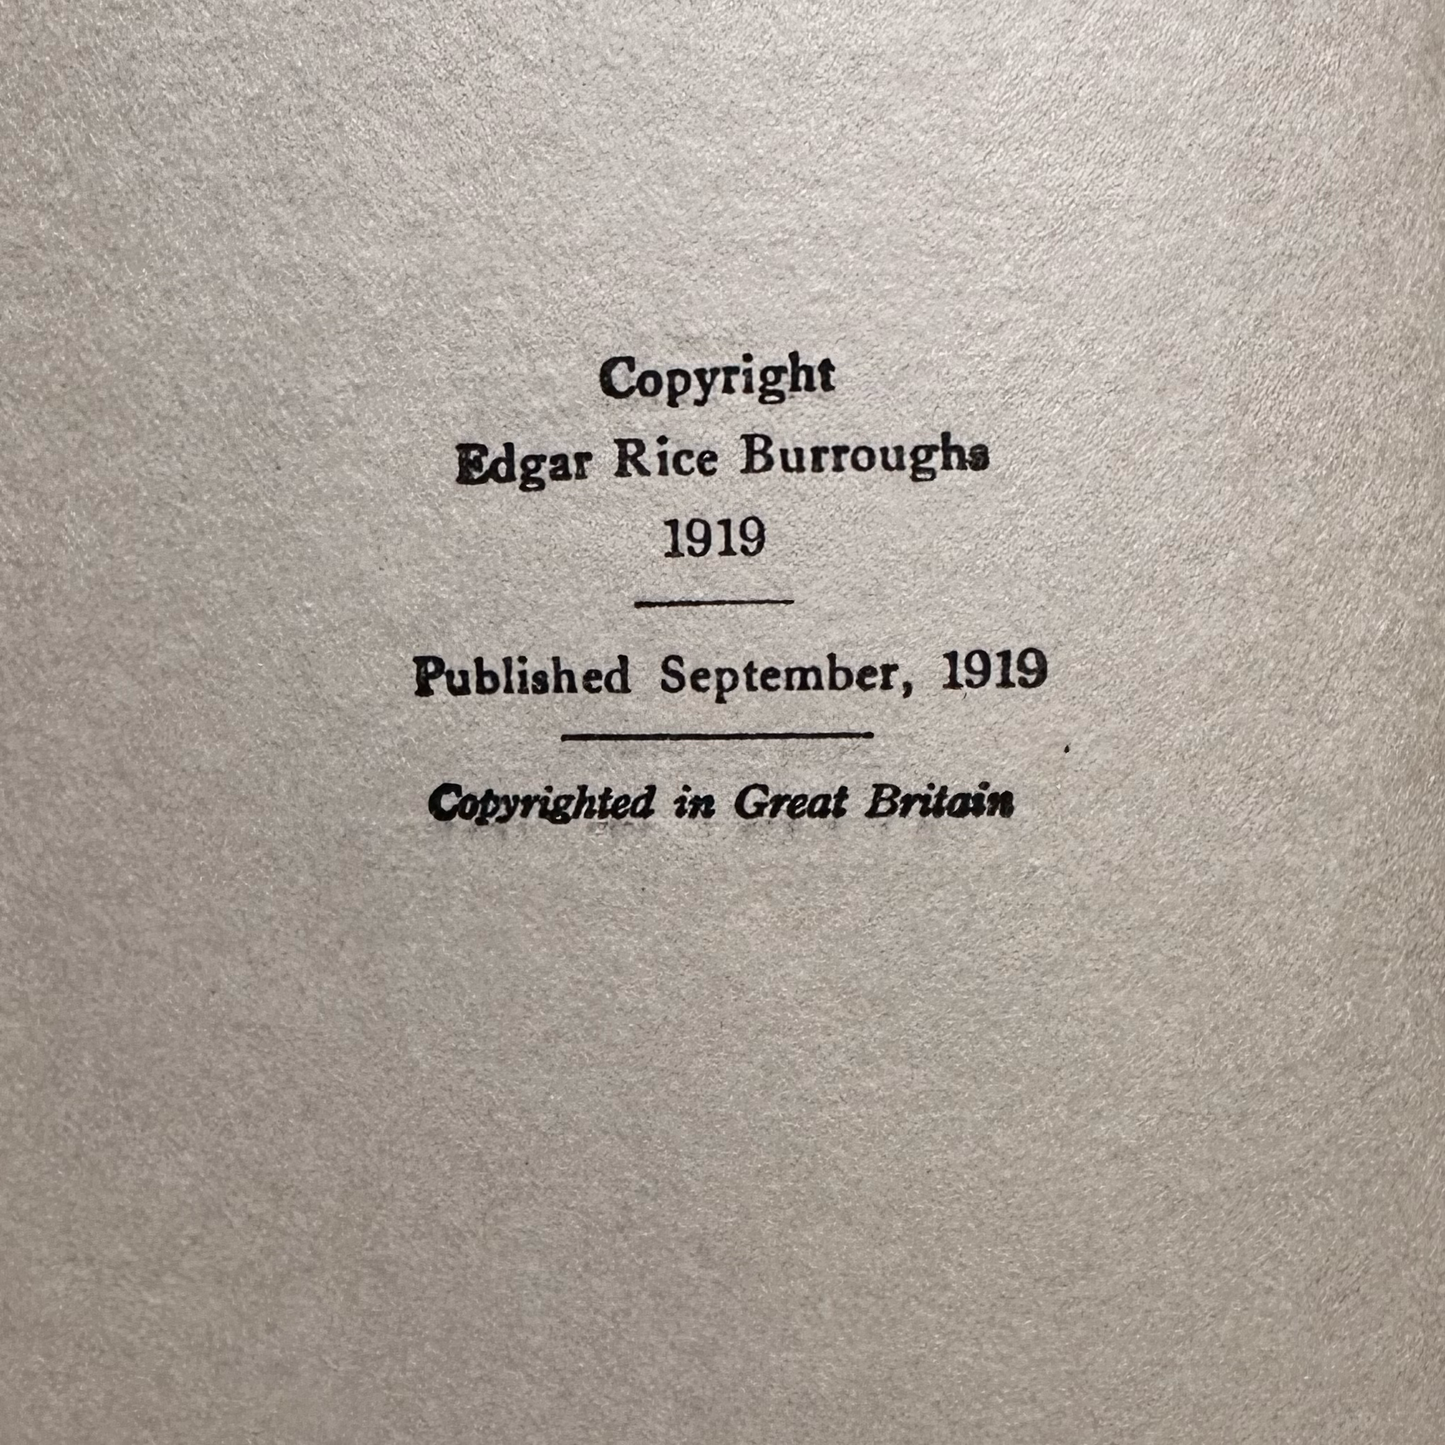 Copyright
Edgar Rice Burroughs
1919
Published September, 1919
Copyrighted in Great Britain